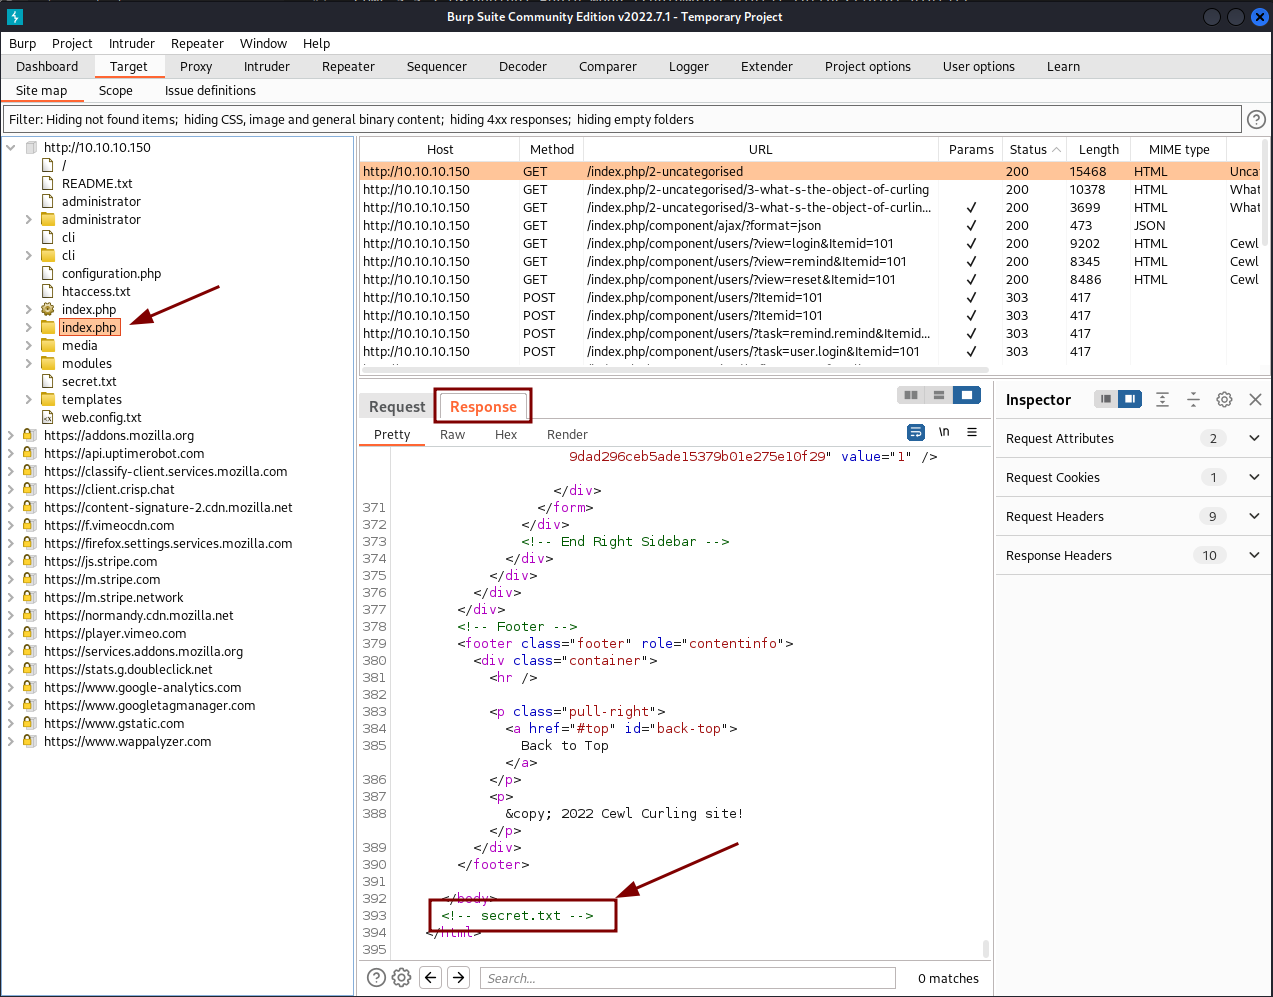 Burp Suite Community Edition v2022.7.1 - Temporary Project
Burp Project Intruder Repeater Window Help
Dashboard Target Proxy Intruder Repeater Sequencer Decoder Comparer Logger Extender Project options User options Learn
Site map Scope Issue definitions
Filter: Hiding not found items; hiding CSS, image and general binary content; hiding 4xx responses; hiding empty folders
http://10.10.10.150
/
README.txt
administrator
administrator
cli
cli
configuration.php
htaccess.txt
index.php
index.php
media
modules
secret.txt
templates
web.config.txt
https://addons.mozilla.org
https://api.uptimerobot.com
https://classify-client.services.mozilla.com
https://client.crisp.chat
https://content-signature-2.cdn.mozilla.net
https://f.vimeocdn.com
https://firefox.settings.services.mozilla.com
https://js.stripe.com
https://m.stripe.com
https://m.stripe.network
https://normandy.cdn.mozilla.net
https://player.vimeo.com
https://services.addons.mozilla.org
https://stats.g.doubleclick.net
https://www.google-analytics.com
https://www.googletagmanager.com
https://www.gstatic.com
https://www.wappalyzer.com
Host Method URL Params Status Length MIME type
http://10.10.10.150 GET /index.php/2-uncategorised 200 15468 HTML Unca
http://10.10.10.150 GET /index.php/2-uncategorised/3-what-s-the-object-of-curling 200 10378 HTML What
http://10.10.10.150 GET /index.php/2-uncategorised/3-what-s-the-object-of-curlin... ✓ 200 3699 HTML What
http://10.10.10.150 GET /index.php/component/ajax/?format=json ✓ 200 473 JSON
http://10.10.10.150 GET /index.php/component/users/?view=login&Itemid=101 ✓ 200 9202 HTML Cewl
http://10.10.10.150 GET /index.php/component/users/?view=remind&Itemid=101 ✓ 200 8345 HTML Cewl
http://10.10.10.150 GET /index.php/component/users/?view=reset&Itemid=101 ✓ 200 8486 HTML Cewl
http://10.10.10.150 POST /index.php/component/users/?Itemid=101 ✓ 303 417
http://10.10.10.150 POST /index.php/component/users/?Itemid=101 ✓ 303 417
http://10.10.10.150 POST /index.php/component/users/?task=remind.remind&Itemid... ✓ 303 417
http://10.10.10.150 POST /index.php/component/users/?task=user.login&Itemid=101 ✓ 303 417
Request Response
Pretty Raw Hex Render
\n
9dad296ceb5ade15379b01e275e10f29" value="1" />
</div>
371 </form>
372 </div>
373 <!-- End Right Sidebar -->
374 </div>
375 </div>
376 </div>
377 </div>
378 <!-- Footer -->
379 <footer class="footer" role="contentinfo">
380 <div class="container">
381 <hr />
382
383 <p class="pull-right">
384 <a href="#top" id="back-top">
385 Back to Top
</a>
386 </p>
387 <p>
388 &copy; 2022 Cewl Curling site!
</p>
389 </div>
390 </footer>
391
392 </body>
393 <!-- secret.txt -->
394 </html>
395
Search...
0 matches
Inspector
Request Attributes 2
Request Cookies 1
Request Headers 9
Response Headers 10